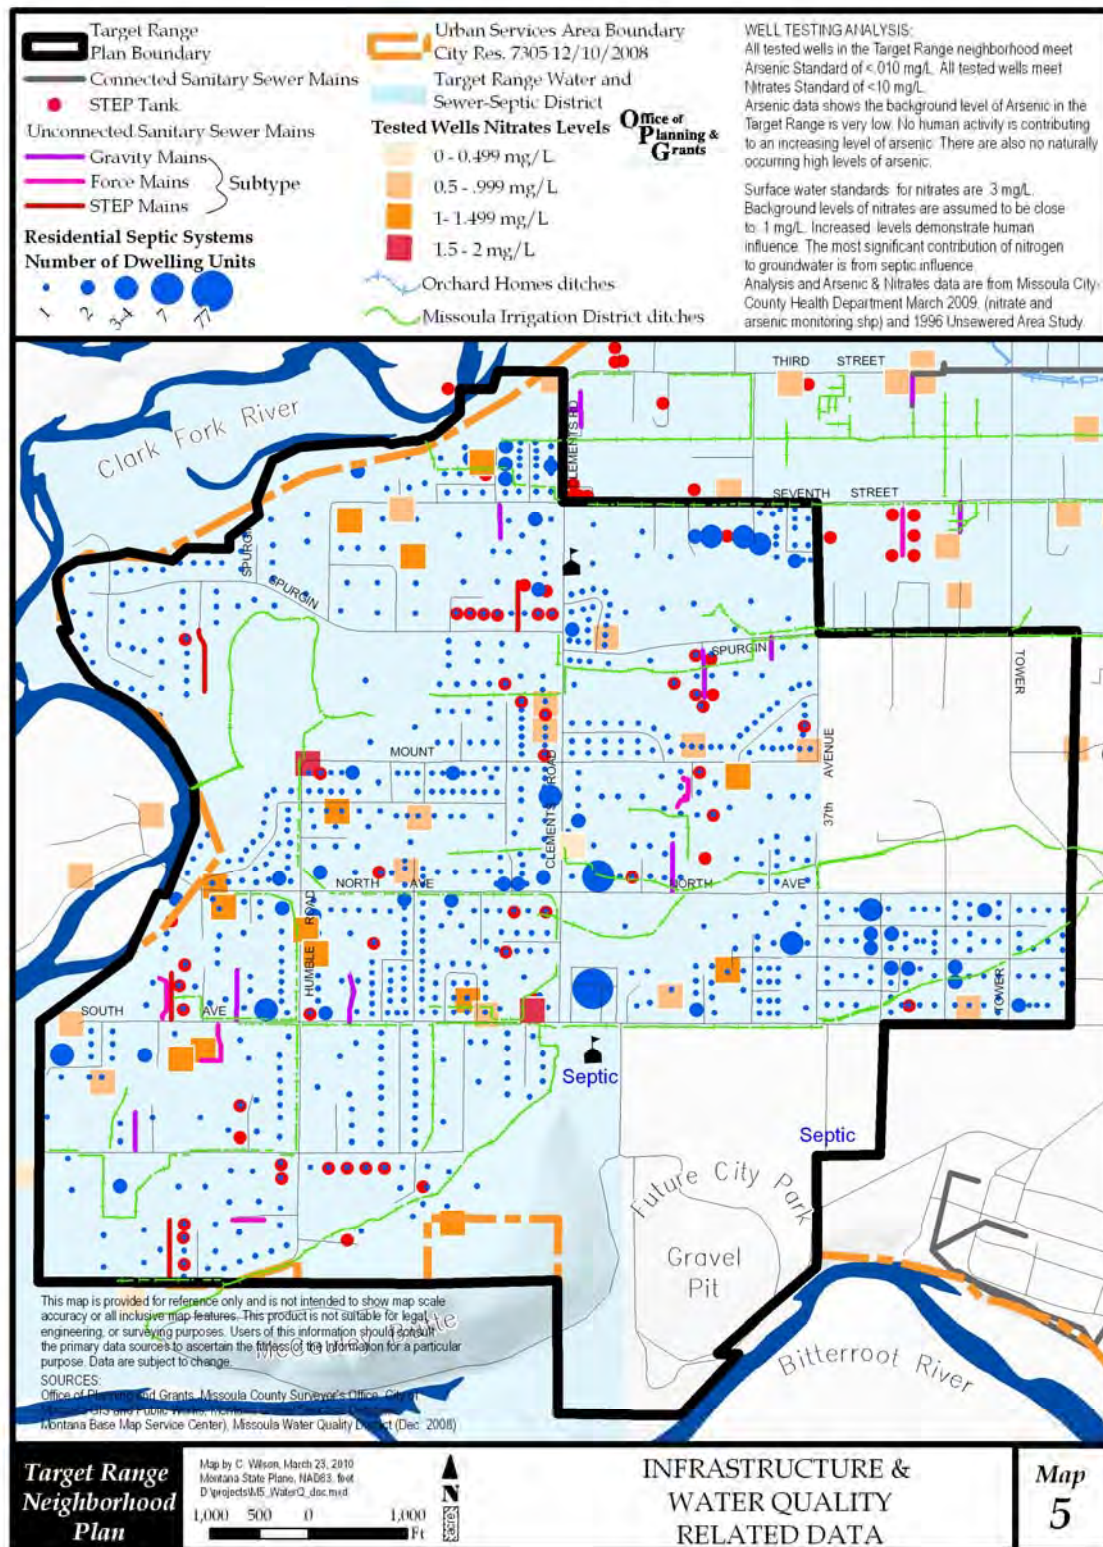 Target Range
Plan Boundary
Connected Sanitary Sewer Mains
STEP Tank
Unconnected Sanitary Sewer Mains
Gravity Mains
Force Mains
STEP Mains
Subtype
Residential Septic Systems
Number of Dwelling Units
1 2 3-4 7 77
Urban Services Area Boundary
City Res. 7305 12/10/2008
Target Range Water and
Sewer-Septic District
Tested Wells Nitrates Levels
Office of
Planning &
Grants
0 - 0.499 mg/L
0.5 - .999 mg/L
1- 1.499 mg/L
1.5 - 2 mg/L
Orchard Homes ditches
Missoula Irrigation District ditches
WELL TESTING ANALYSIS:
All tested wells in the Target Range neighborhood meet
Arsenic Standard of <.010 mg/L. All tested wells meet
Nitrates Standard of <10 mg/L.
Arsenic data shows the background level of Arsenic in the
Target Range is very low. No human activity is contributing
to an increasing level of arsenic. There are also no naturally
occurring high levels of arsenic.
Surface water standards for nitrates are .3 mg/L.
Background levels of nitrates are assumed to be close
to .1 mg/L. Increased levels demonstrate human
influence. The most significant contribution of nitrogen
to groundwater is from septic influence
Analysis and Arsenic & Nitrates data are from Missoula City-
County Health Department March 2009. (nitrate and
arsenic monitoring shp) and 1996 Unsewered Area Study
THIRD STREET
Clark Fork River
CLEMENTS RD
SEVENTH STREET
SPURGIN
SPURGIN
SPURGIN
TOWER
MOUNT
CLEMENTS ROAD
37th AVENUE
NORTH AVE
NORTH AVE
HUMBLE ROAD
TOWER
SOUTH AVE
Septic
Septic
Future City Park
Gravel
Pit
Bitterroot River
McCauley Butte
This map is provided for reference only and is not intended to show map scale
accuracy or all inclusive map features. This product is not suitable for legal,
engineering, or surveying purposes. Users of this information should consult
the primary data sources to ascertain the fitness of the information for a particular
purpose. Data are subject to change.
SOURCES:
Office of Planning and Grants, Missoula County Surveyor's Office, City of
Montana Base Map Service Center), Missoula Water Quality District (Dec. 2008)
Target Range
Neighborhood
Plan
Map by C. Wilson, March 23, 2010
Montana State Plane, NAD83, feet
D:\projects\M5_WaterQ_doc.mxd
1,000 500 0 1,000
Ft
N
acre
INFRASTRUCTURE &
WATER QUALITY
RELATED DATA
Map
5